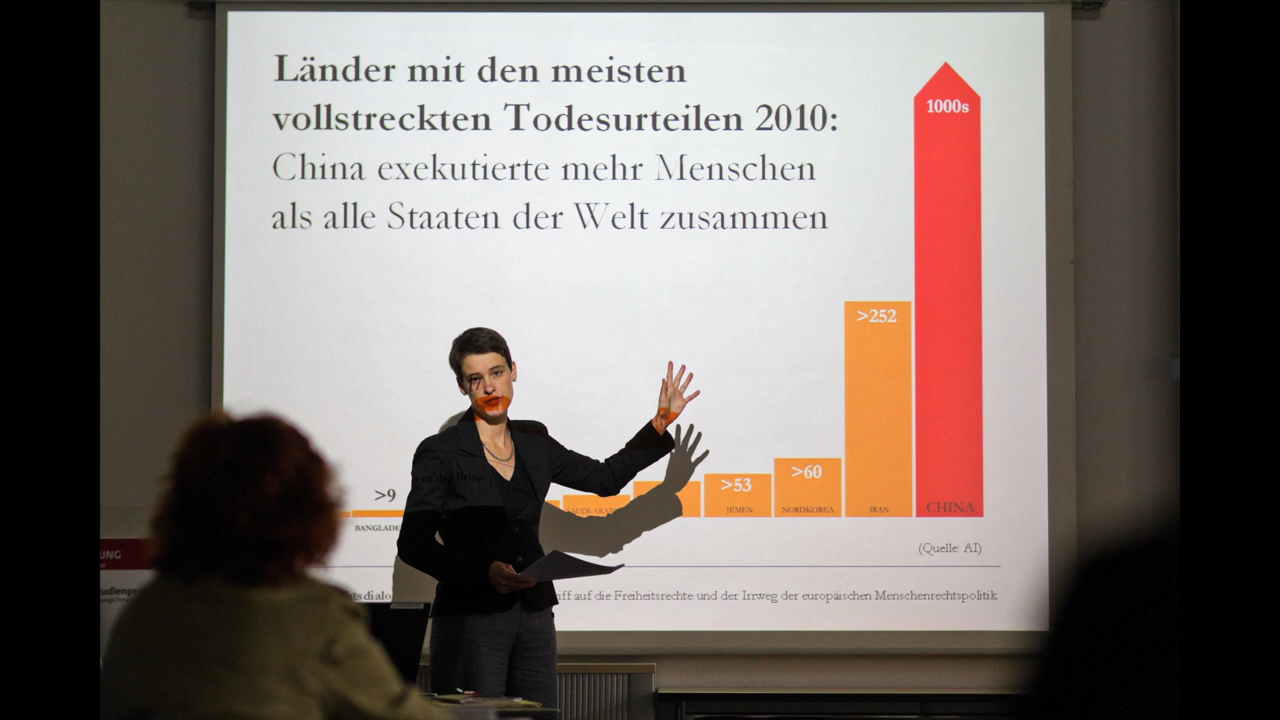 Länder mit den meisten
vollstreckten Todesurteilen 2010:
China exekutierte mehr Menschen
als alle Staaten der Welt zusammen
1000s
>252
>60
>53
>9
JEMEN
NORDKOREA
IRAN
CHINA
(Quelle: AI)
auf die Freiheitsrechte und der Irrweg der europäischen Menschenrechtspolitik
UNG